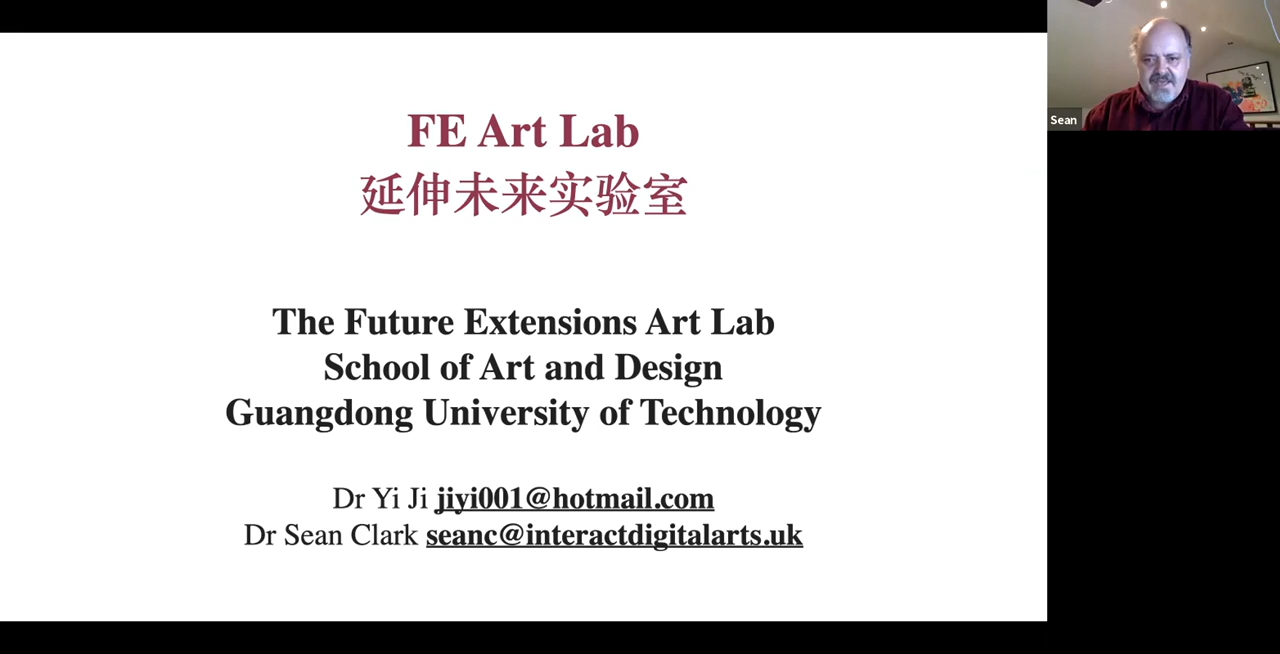 FE Art Lab
延伸未来实验室
The Future Extensions Art Lab
School of Art and Design
Guangdong University of Technology
Dr Yi Ji jiyi001@hotmail.com
Dr Sean Clark seanc@interactdigitalarts.uk
Sean